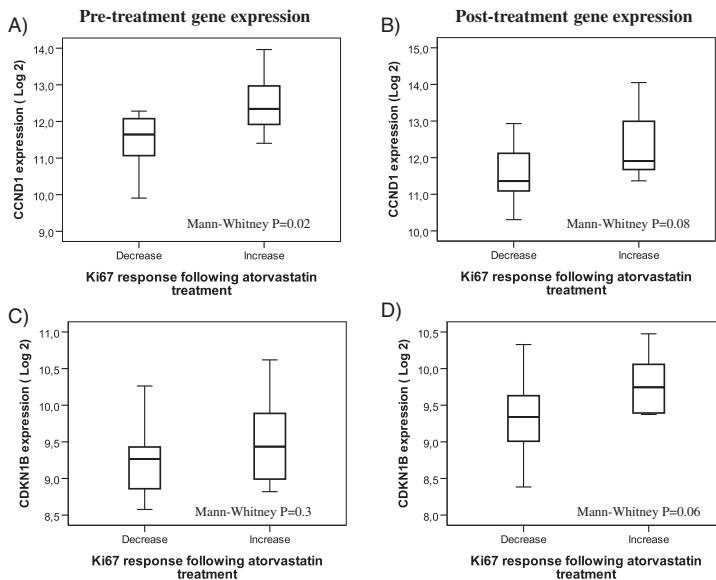 Pre-treatment gene expression
Post-treatment gene expression
A)
14,0
13,0
12,0
11,0
10,0
9,0
CCND1 expression ( Log 2)
Mann-Whitney P=0.02
Decrease
Increase
Ki67 response following atorvastatin
treatment
B)
15,0
14,0
13,0
12,0
11,0
10,0
CCND1 expression (Log 2)
Mann-Whitney P=0.08
Decrease
Increase
Ki67 response following atorvastatin
treatment
C)
11,0
10,5
10,0
9,5
9,0
8,5
CDKN1B expression ( Log 2)
Mann-Whitney P=0.3
Decrease
Increase
Ki67 response following atorvastatin
treatment
D)
10,5
10,0
9,5
9,0
8,5
8,0
CDKN1B expression ( Log 2)
Mann-Whitney P=0.06
Decrease
Increase
Ki67 response following atorvastatin
treatment